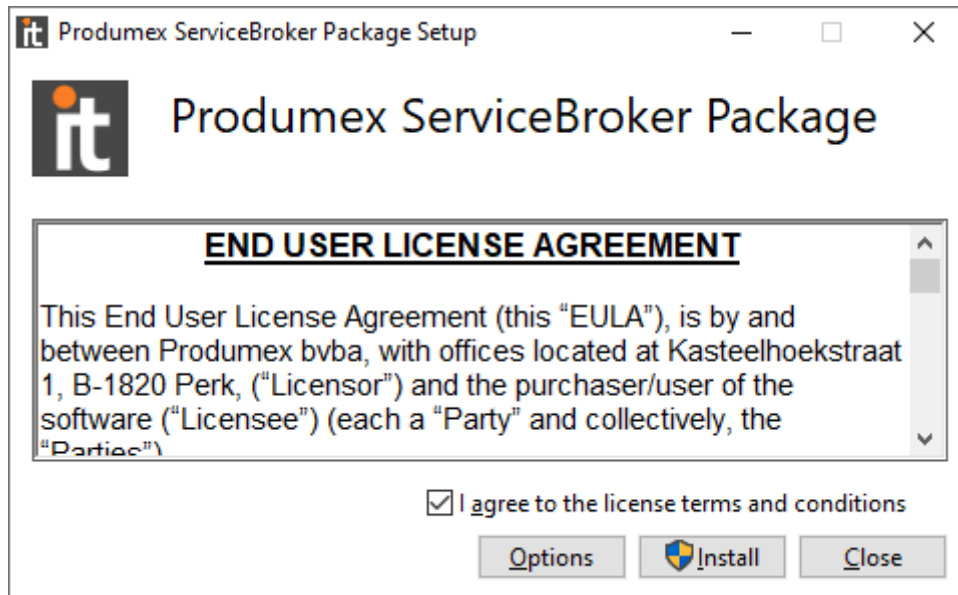 it Produmex ServiceBroker Package Setup
it Produmex ServiceBroker Package
END USER LICENSE AGREEMENT
This End User License Agreement (this “EULA”), is by and
between Produmex bvba, with offices located at Kasteelhoekstraat
1, B-1820 Perk, (“Licensor”) and the purchaser/user of the
software (“Licensee”) (each a “Party” and collectively, the
“Parties”)
I agree to the license terms and conditions
Options Install Close